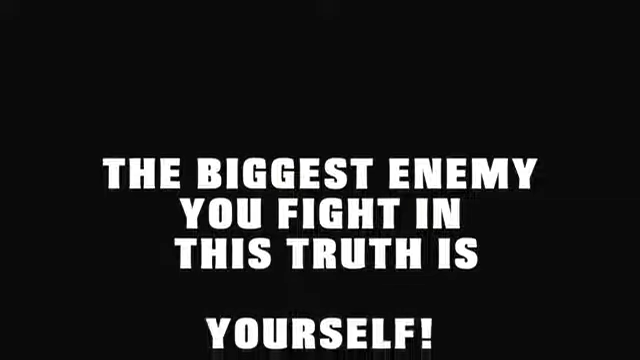 THE BIGGEST ENEMY
YOU FIGHT IN
THIS TRUTH IS
YOURSELF!